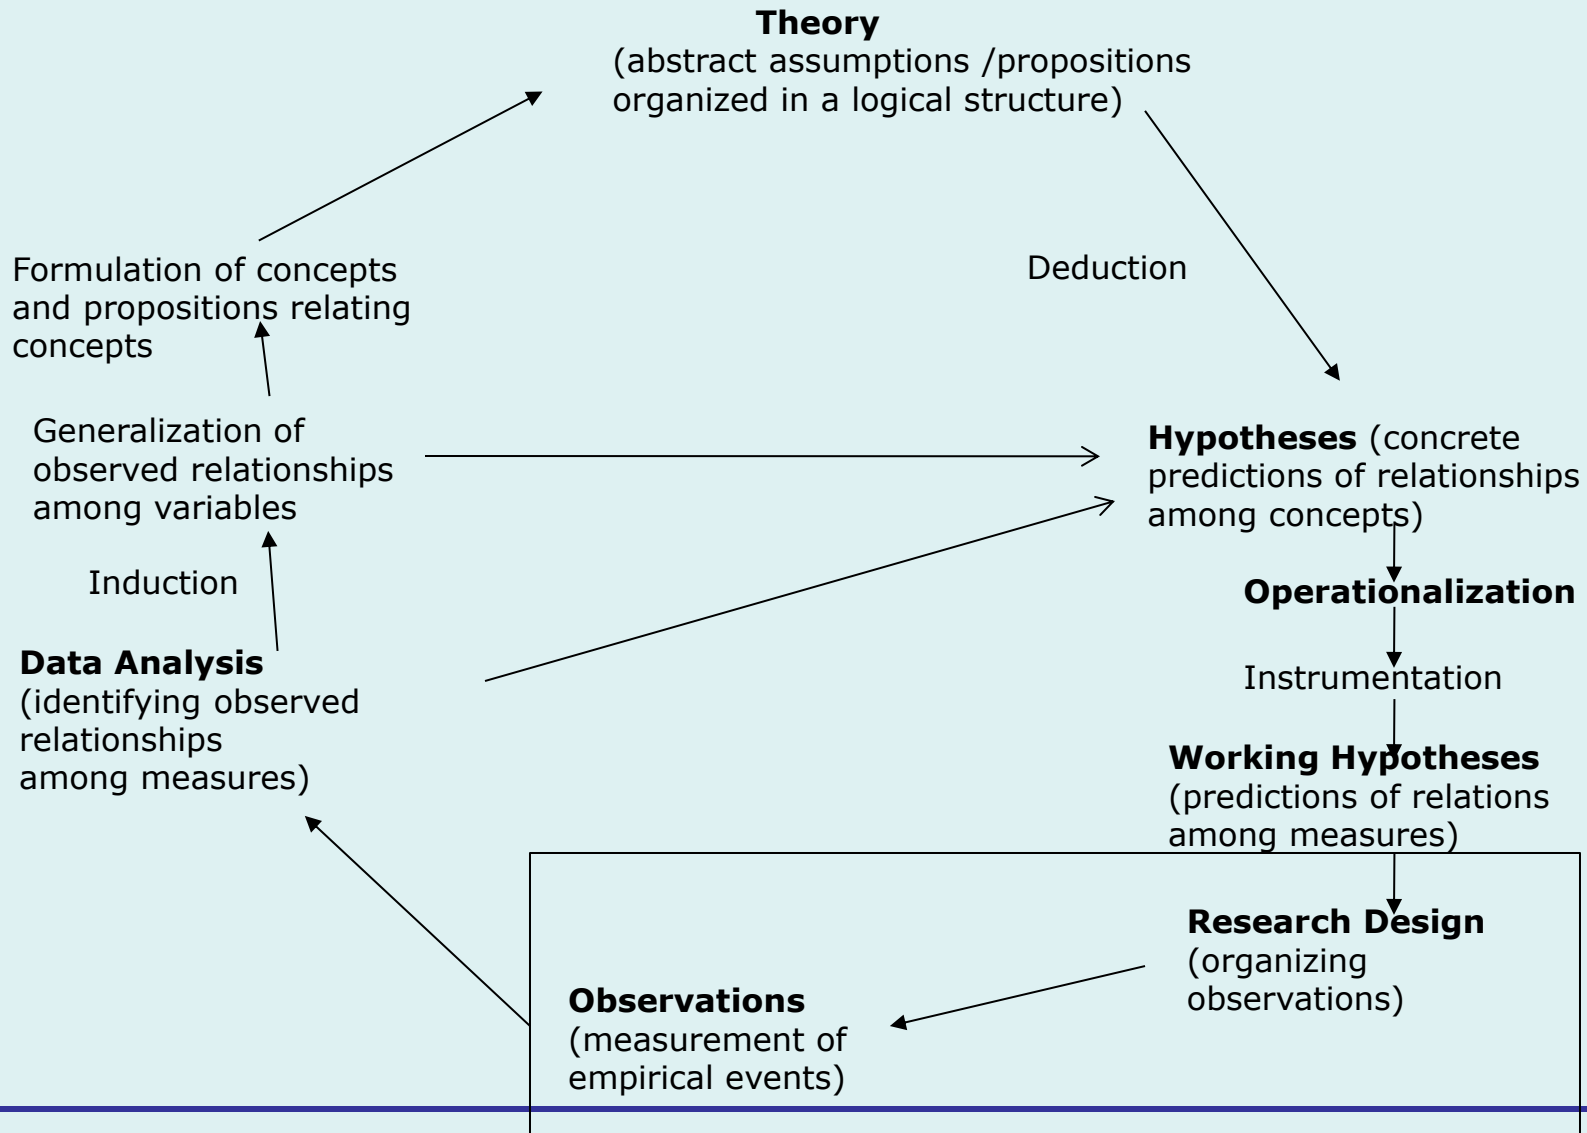 Theory
(abstract assumptions /propositions
organized in a logical structure)
Formulation of concepts
and propositions relating
concepts
Deduction
Generalization of
observed relationships
among variables
Hypotheses (concrete
predictions of relationships
among concepts)
Induction
Operationalization
Data Analysis
(identifying observed
relationships
among measures)
Instrumentation
Working Hypotheses
(predictions of relations
among measures)
Research Design
(organizing
observations)
Observations
(measurement of
empirical events)